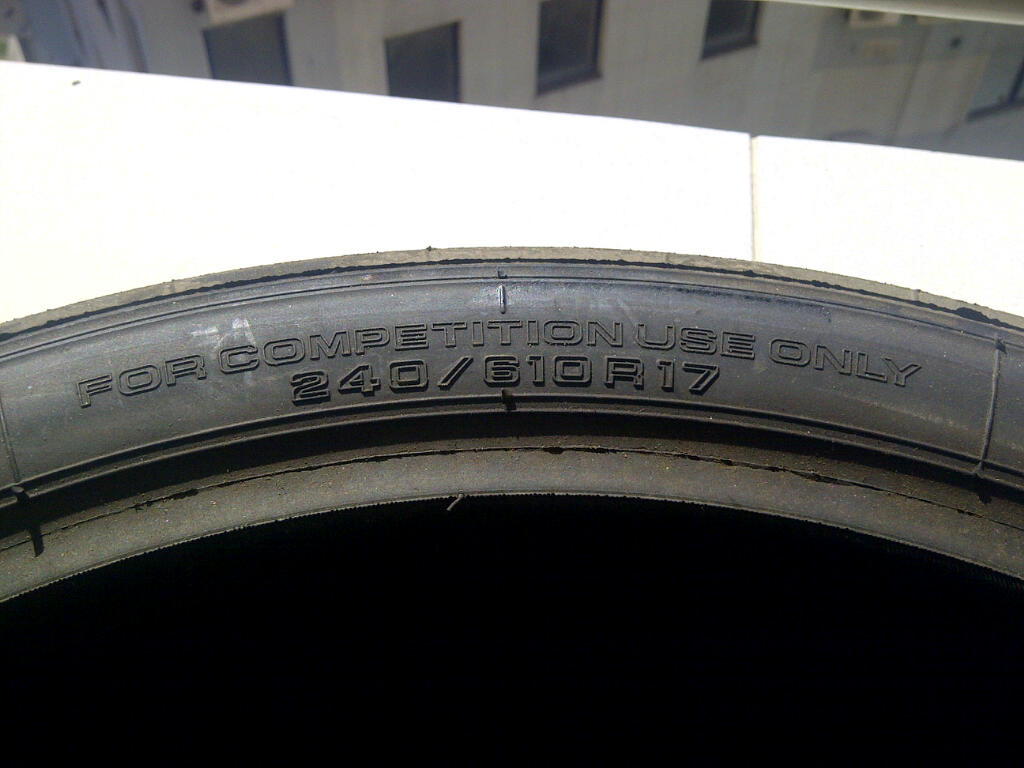 FOR COMPETITION USE ONLY
240/610R17